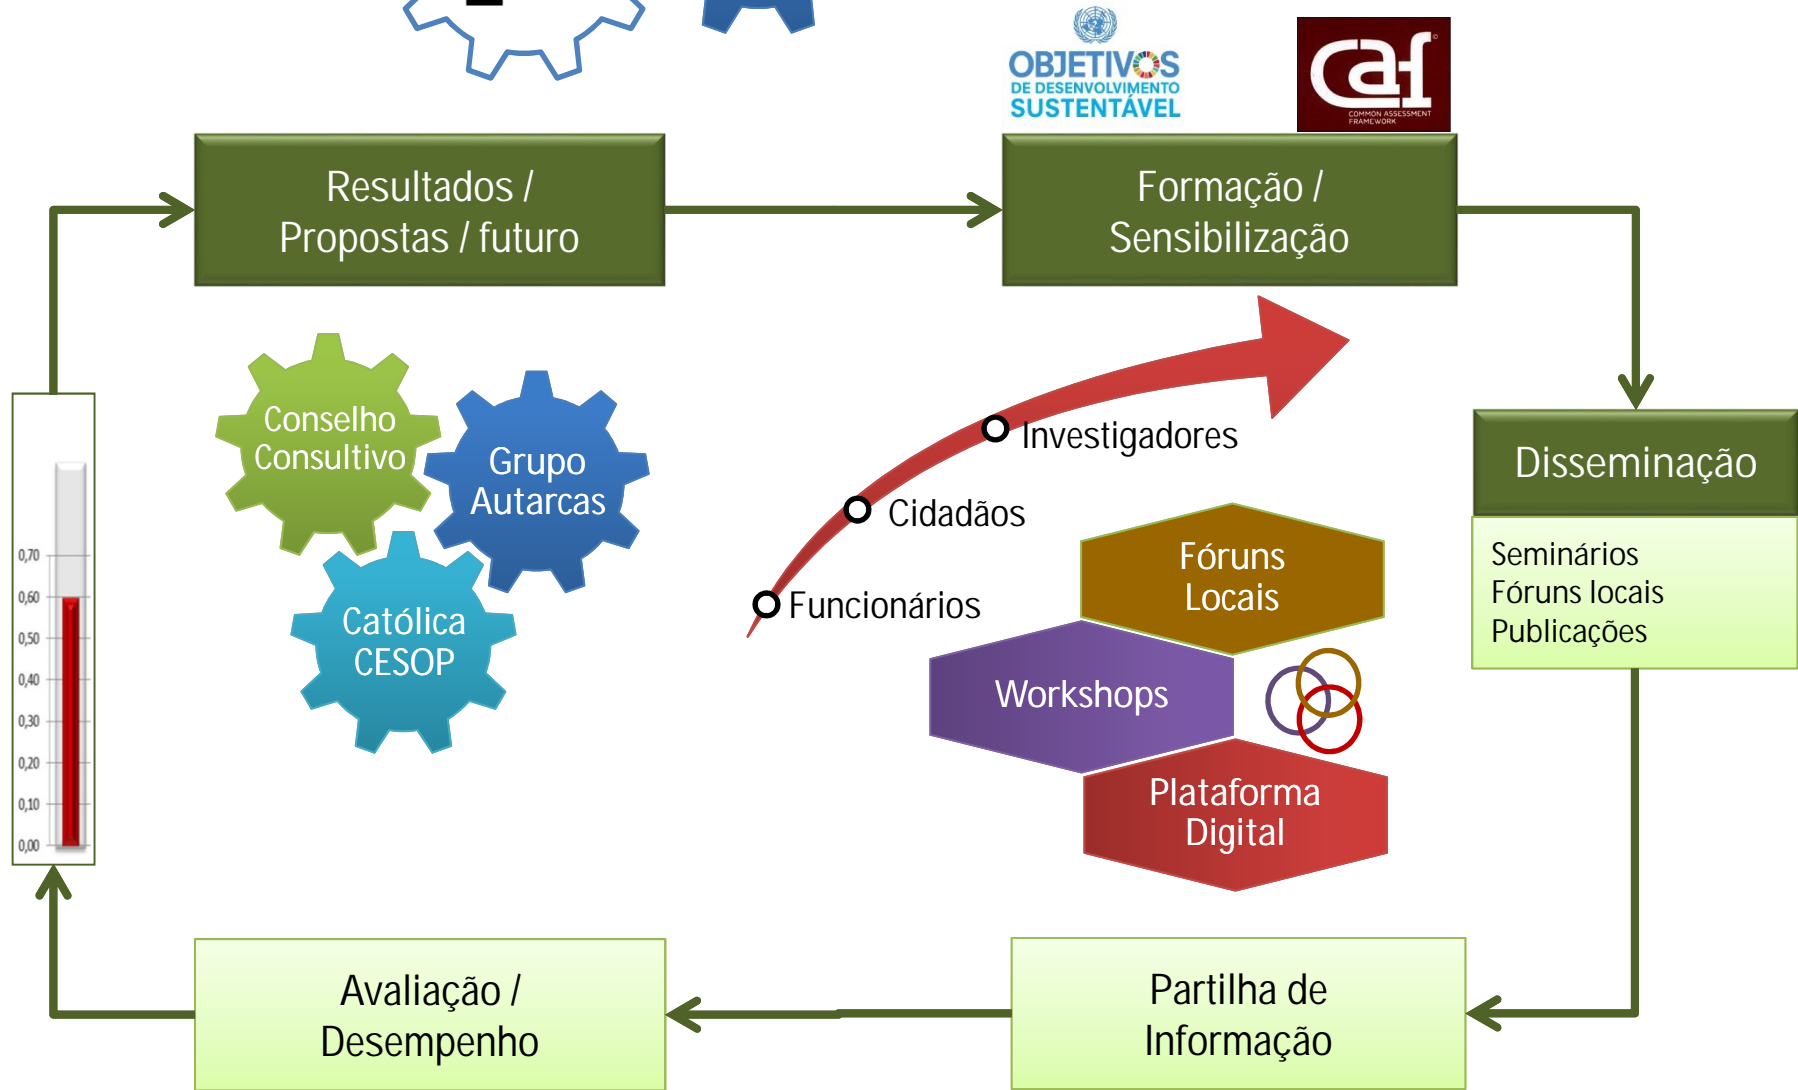 OBJETIVOS
DE DESENVOLVIMENTO
SUSTENTÁVEL
caf
©
COMMON ASSESSMENT
FRAMEWORK
Resultados /
Propostas / futuro
Formação /
Sensibilização
Conselho
Consultivo
Grupo
Autarcas
Católica
CESOP
Investigadores
Cidadãos
Funcionários
Fóruns
Locais
Workshops
Plataforma
Digital
Disseminação
Seminários
Fóruns locais
Publicações
0,70
0,60
0,50
0,40
0,30
0,20
0,10
0,00
Avaliação /
Desempenho
Partilha de
Informação